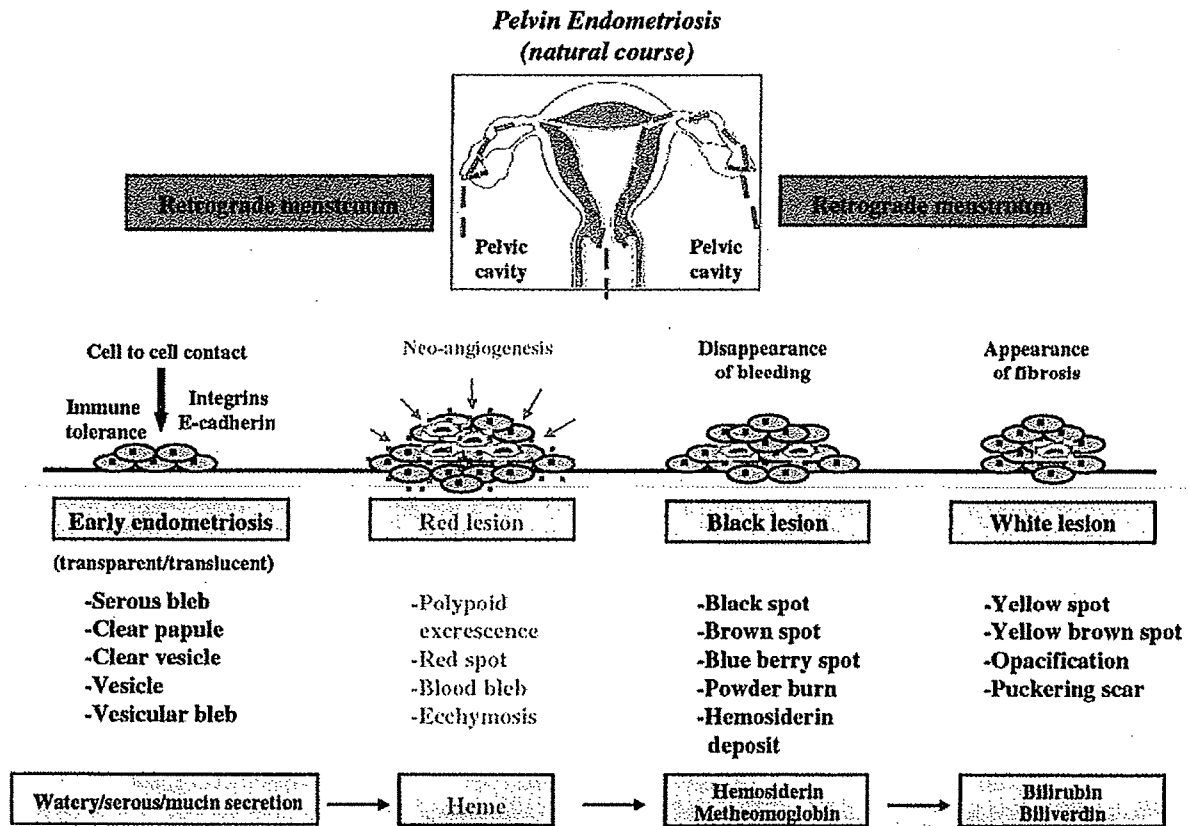 Pelvin Endometriosis
(natural course)
Retrograde menstruum
Retrograde menstruum
Pelvic
cavity
Pelvic
cavity
Cell to cell contact
Immune
tolerance
Integrins
E-cadherin
Neo-angiogenesis
Disappearance
of bleeding
Appearance
of fibrosis
Early endometriosis
Red lesion
Black lesion
White lesion
(transparent/translucent)
-Serous bleb
-Clear papule
-Clear vesicle
-Vesicle
-Vesicular bleb
-Polypoid
excrescence
-Red spot
-Blood bleb
-Ecchymosis
-Black spot
-Brown spot
-Blue berry spot
-Powder burn
-Hemosiderin
deposit
-Yellow spot
-Yellow brown spot
-Opacification
-Puckering scar
Watery/serous/mucin secretion
Heme
Hemosiderin
Metheomoglobin
Bilirubin
Biliverdin